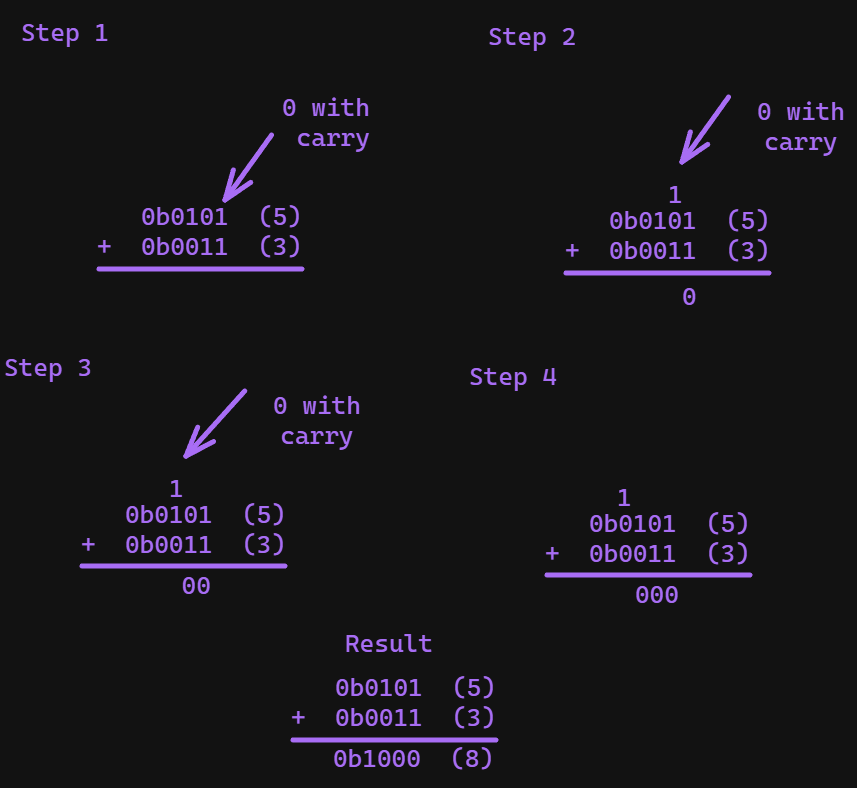 Step 1
0 with
carry
0b0101 (5)
+ 0b0011 (3)
Step 2
0 with
carry
1
0b0101 (5)
+ 0b0011 (3)
0
Step 3
0 with
carry
1
0b0101 (5)
+ 0b0011 (3)
00
Step 4
1
0b0101 (5)
+ 0b0011 (3)
000
Result
0b0101 (5)
+ 0b0011 (3)
0b1000 (8)